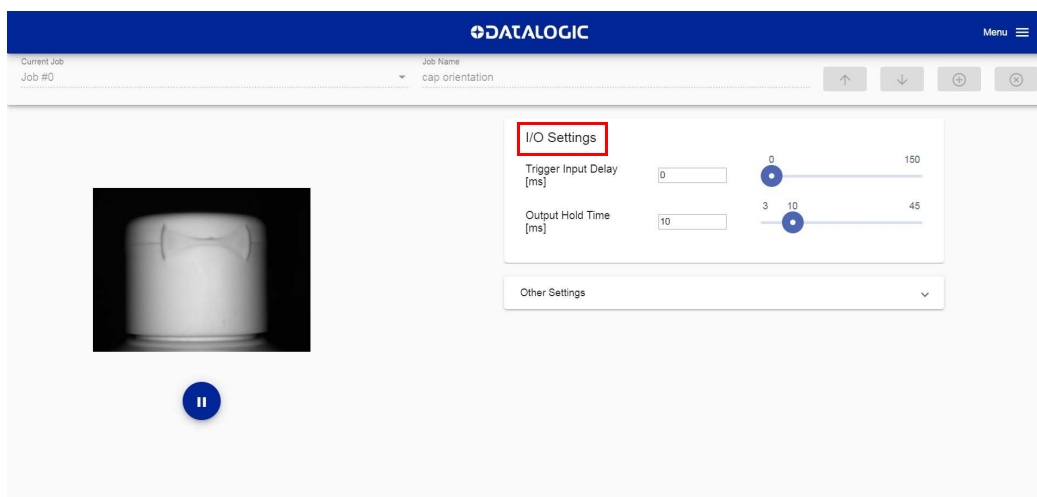 DATALOGIC
Menu
Current Job
Job #0
Job Name
cap orientation
I/O Settings
Trigger Input Delay
[ms]
0
0
150
Output Hold Time
[ms]
10
3
10
45
Other Settings